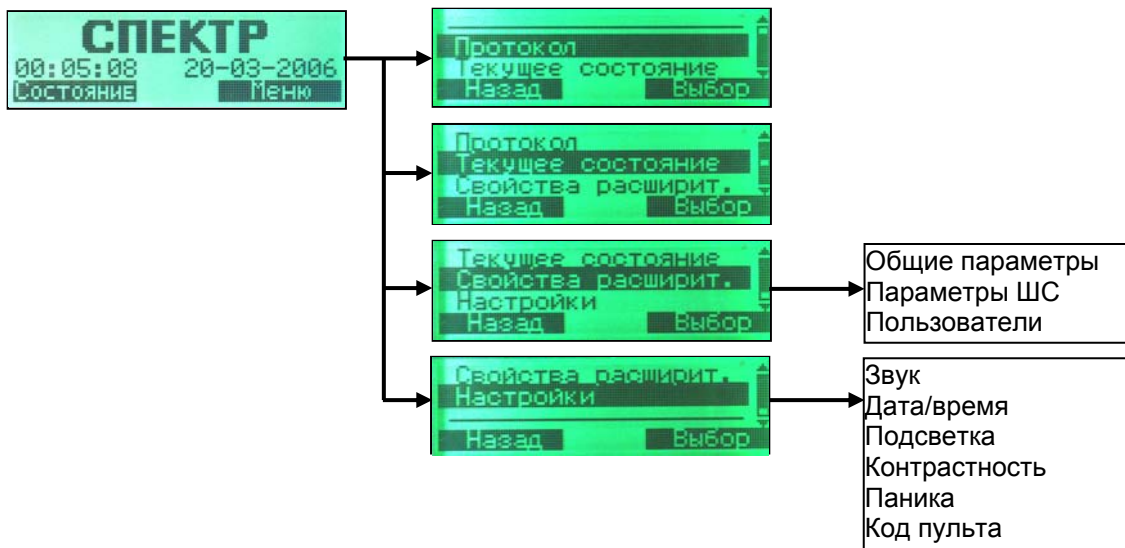 СПЕКТР
00:05:08 20-03-2006
Состояние Меню
Протокол
Текущее состояние
Назад Выбор
Протокол
Текущее состояние
Свойства расширит.
Назад Выбор
Текущее состояние
Свойства расширит.
Настройки
Назад Выбор
Общие параметры
Параметры ШС
Пользователи
Свойства расширит.
Настройки
Назад Выбор
Звук
Дата/время
Подсветка
Контрастность
Паника
Код пульта